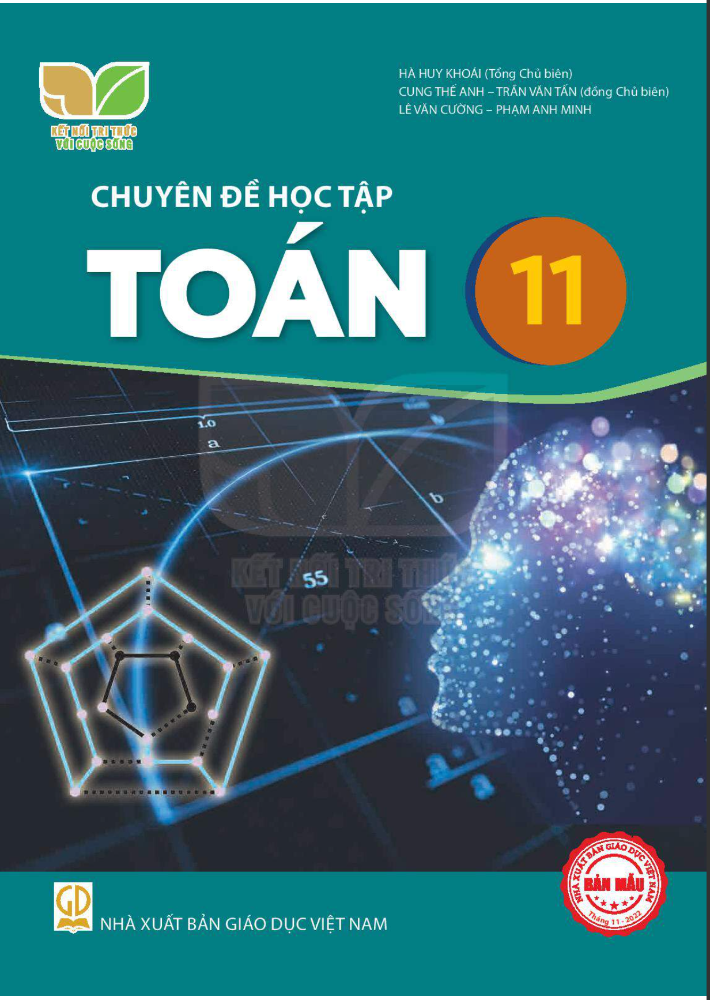 HÀ HUY KHOÁI (Tổng Chủ biên)
CUNG THẾ ANH – TRẦN VĂN TẤN (đồng Chủ biên)
LÊ VĂN CƯỜNG – PHẠM ANH MINH
KẾT NỐI TRI THỨC
VỚI CUỘC SỐNG
CHUYÊN ĐỀ HỌC TẬP
TOÁN 11
1.0
a
b
KẾT NỐI TRI THỨC
VỚI CUỘC SỐNG
55
NHÀ XUẤT BẢN GIÁO DỤC VIỆT NAM
BẢN MẪU
Tháng 11 - 2022
GD
NHÀ XUẤT BẢN GIÁO DỤC VIỆT NAM